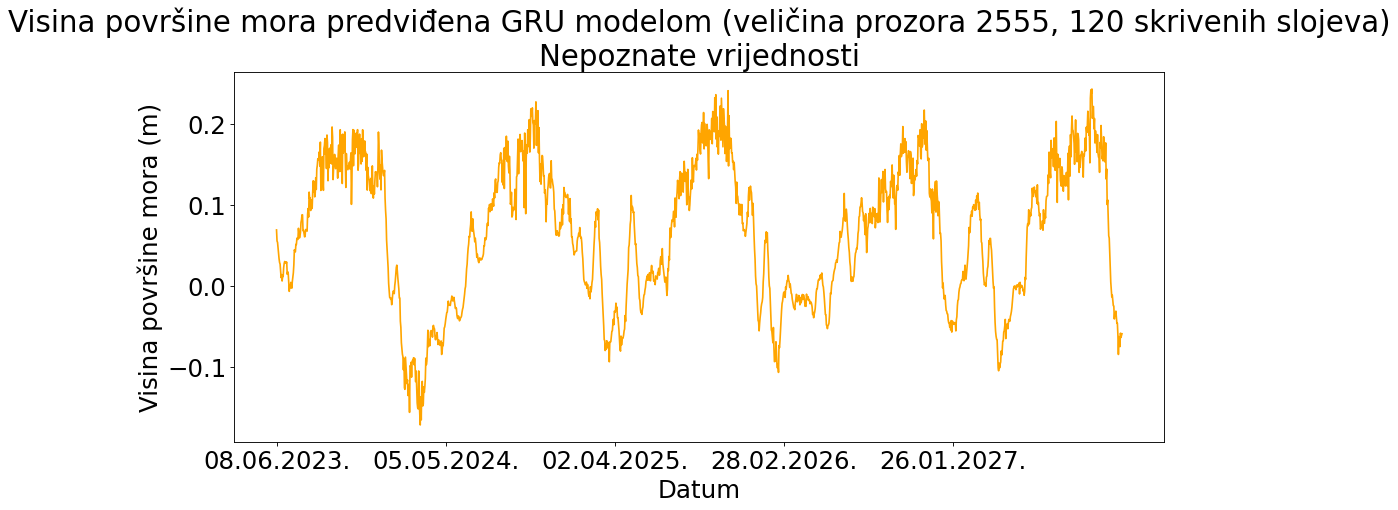 Visina površine mora predviđena GRU modelom (veličina prozora 2555, 120 skrivenih slojeva)
Nepoznate vrijednosti
Visina površine mora (m)
0.2
0.1
0.0
−0.1
08.06.2023. 05.05.2024. 02.04.2025. 28.02.2026. 26.01.2027.
Datum